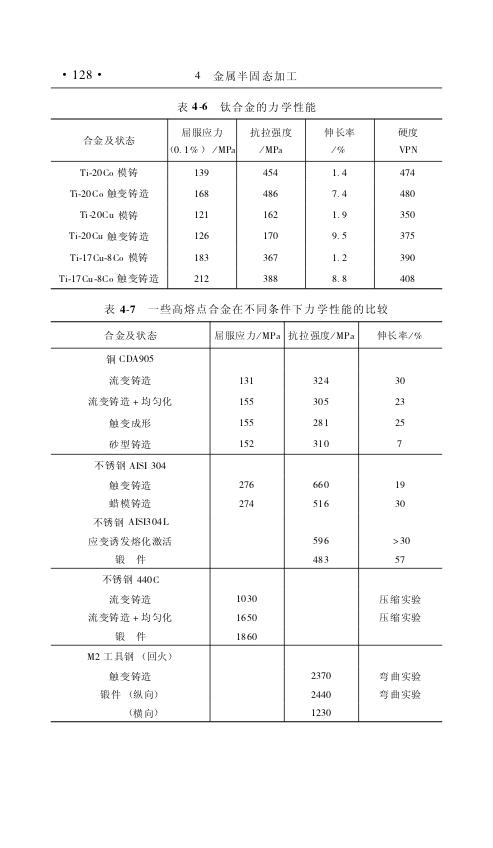 · 128 · 4 金属半固态加工
表 4-6 钛合金的力学性能
合金及状态 屈服应力 (0.1%) /MPa 抗拉强度 /MPa 伸长率 /% 硬度 VPN
Ti-20Co 模铸 139 454 1.4 474
Ti-20Co 触变铸造 168 486 7.4 480
Ti-20Cu 模铸 121 162 1.9 350
Ti-20Cu 触变铸造 126 170 9.5 375
Ti-17Cu-8Co 模铸 183 367 1.2 390
Ti-17Cu-8Co 触变铸造 212 388 8.8 408
表 4-7 一些高熔点合金在不同条件下力学性能的比较
合金及状态 屈服应力/MPa 抗拉强度/MPa 伸长率/%
铜 CDA905
流变铸造 131 324 30
流变铸造 + 均匀化 155 305 23
触变成形 155 281 25
砂型铸造 152 310 7
不锈钢 AISI 304
触变铸造 276 660 19
蜡模铸造 274 516 30
不锈钢 AISI304L
应变诱发熔化激活 596 >30
锻 件 483 57
不锈钢 440C
流变铸造 1030 压缩实验
流变铸造 + 均匀化 1650 压缩实验
锻 件 1860
M2 工具钢 (回火)
触变铸造 2370 弯曲实验
锻件 (纵向) 2440 弯曲实验
(横向) 1230